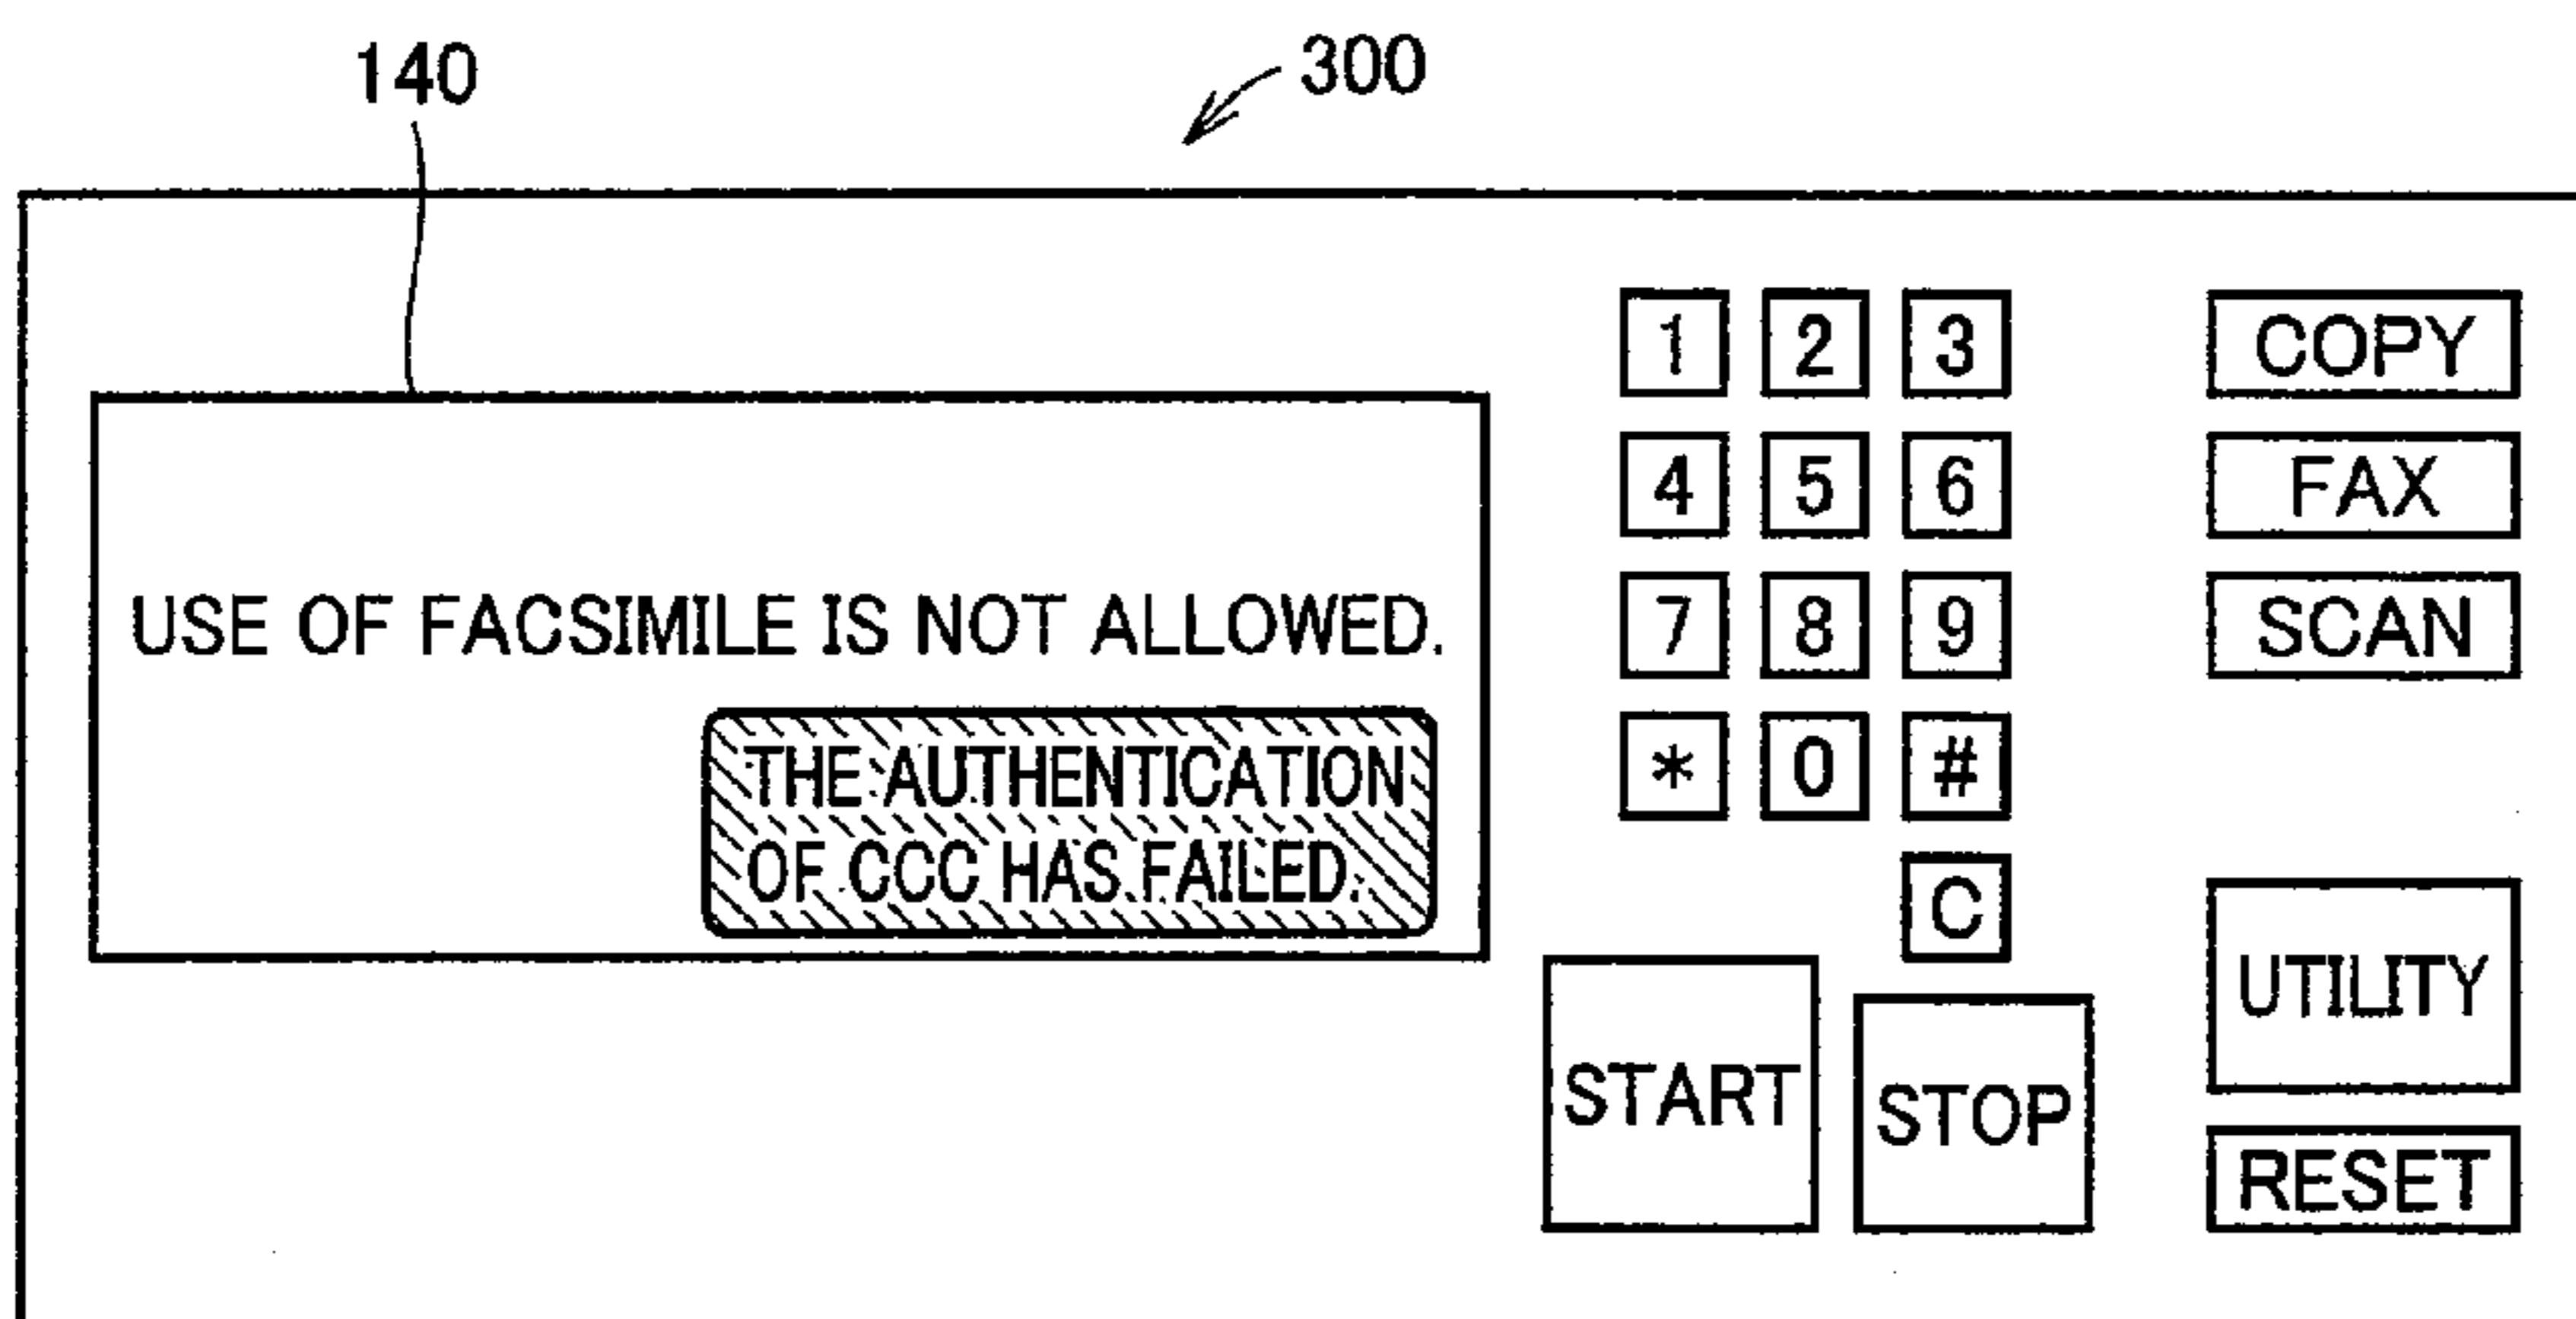 140
300
USE OF FACSIMILE IS NOT ALLOWED.
THE AUTHENTICATION
OF CCC HAS FAILED.
1 2 3
4 5 6
7 8 9
* 0 #
C
START
STOP
COPY
FAX
SCAN
UTILITY
RESET